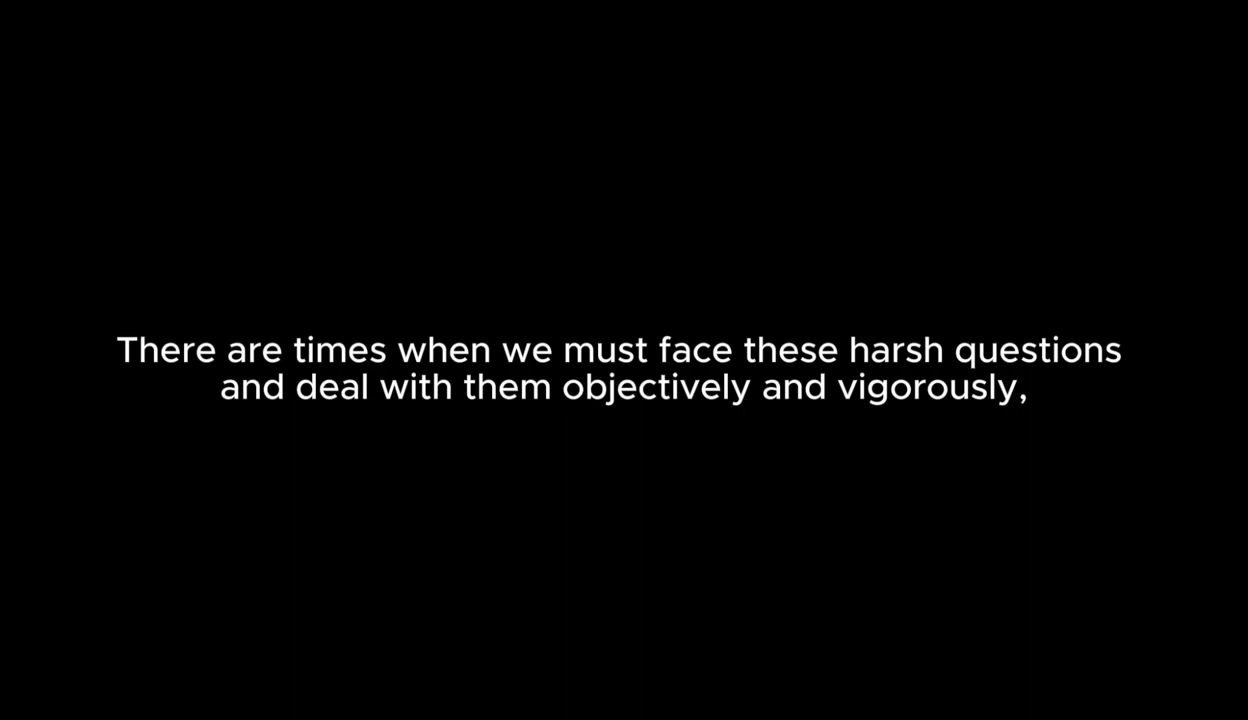 There are times when we must face these harsh questions
and deal with them objectively and vigorously,